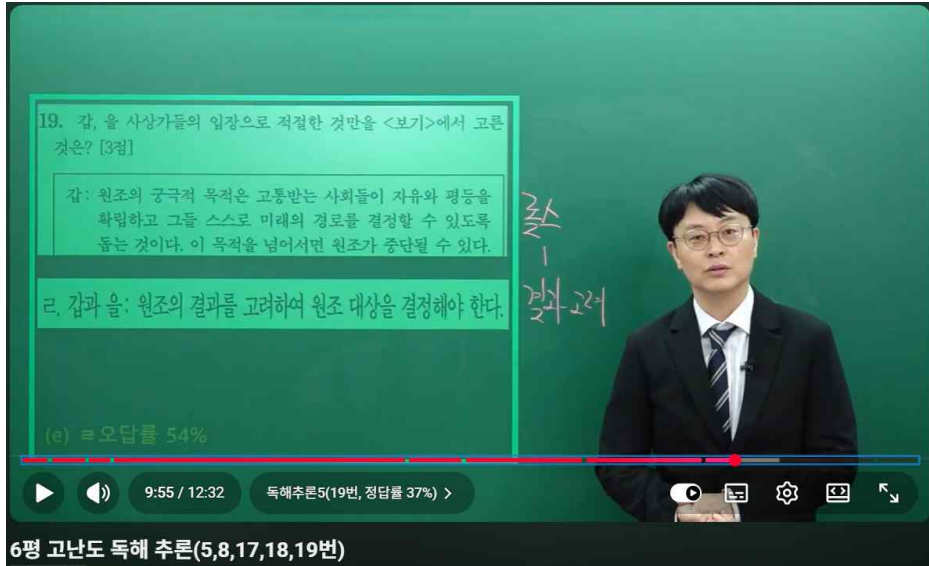 19. 갑, 을 사상가들의 입장으로 적절한 것만을 <보기>에서 고른
것은? [3점]
갑: 원조의 궁극적 목적은 고통받는 사회들이 자유와 평등을
확립하고 그들 스스로 미래의 경로를 결정할 수 있도록
돕는 것이다. 이 목적을 넘어서면 원조가 중단될 수 있다.
롤스
ㄹ. 갑과 을: 원조의 결과를 고려하여 원조 대상을 결정해야 한다.
결과 고려
(e) ㄹ오답률 54%
9:55 / 12:32 독해추론5(19번, 정답률 37%) >
6평 고난도 독해 추론(5,8,17,18,19번)